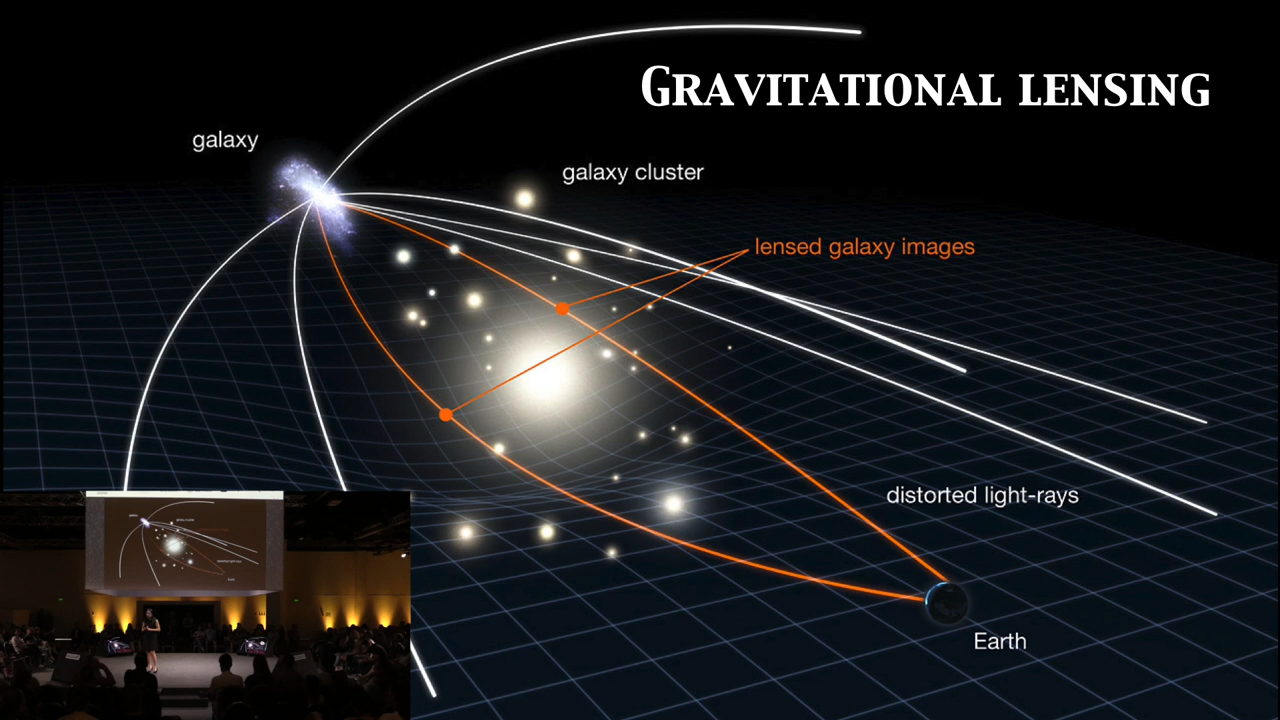 GRAVITATIONAL LENSING
galaxy
galaxy cluster
lensed galaxy images
distorted light-rays
Earth